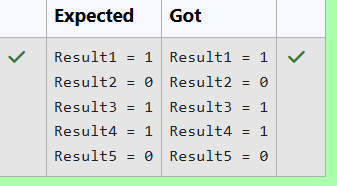 Expected Got
Result1 = 1 Result1 = 1
Result2 = 0 Result2 = 0
Result3 = 1 Result3 = 1
Result4 = 1 Result4 = 1
Result5 = 0 Result5 = 0